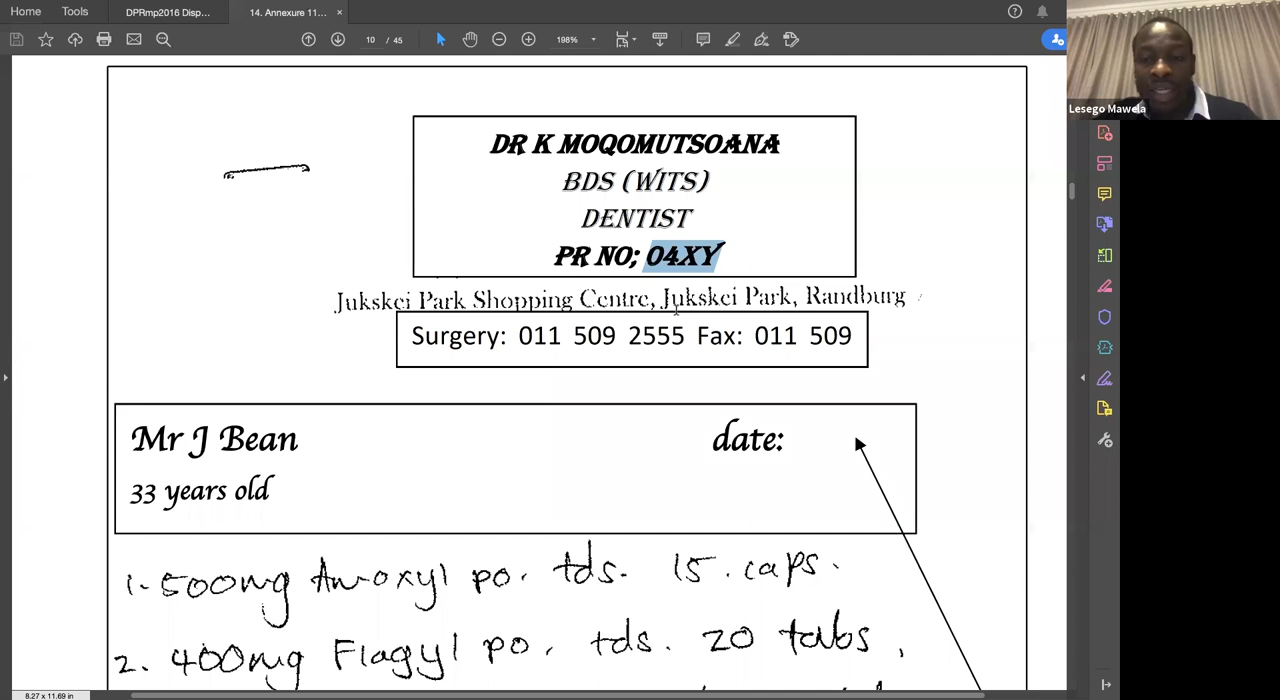 Home Tools DPRmp2016 Disp... 14. Annexure 11... ×
10 / 45 198%
Lesego Mawela
DR K MOQOMUTSOANA
BDS (WITS)
DENTIST
PR NO; 04XY
Jukskei Park Shopping Centre, Jukskei Park, Randburg
Surgery: 011 509 2555 Fax: 011 509
Mr J Bean date:
33 years old
1. 500mg Amoxyl po. tds. 15. caps.
2. 400mg Flagyl po. tds. 20 tabs.
8.27 x 11.69 in